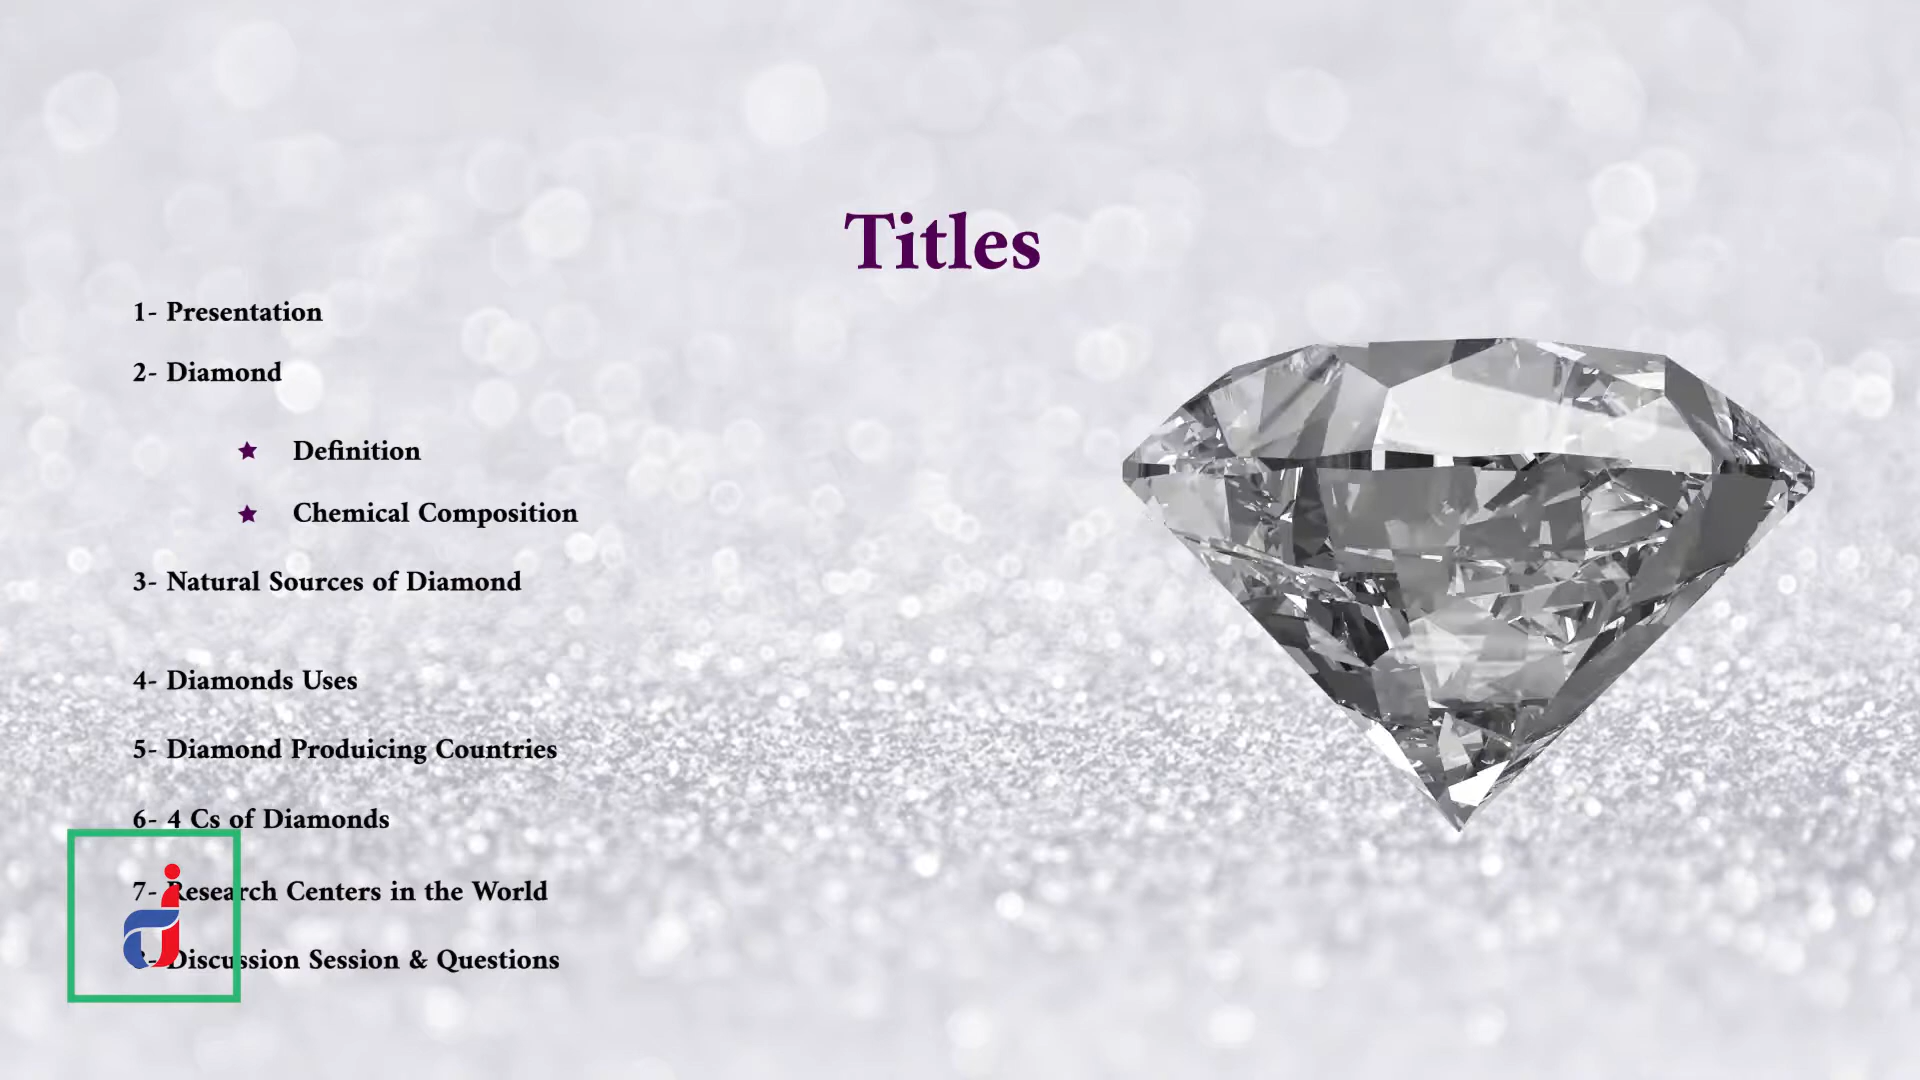 Titles
1- Presentation
2- Diamond
★ Definition
★ Chemical Composition
3- Natural Sources of Diamond
4- Diamonds Uses
5- Diamond Produicing Countries
6- 4 Cs of Diamonds
7- Research Centers in the World
8- Discussion Session & Questions